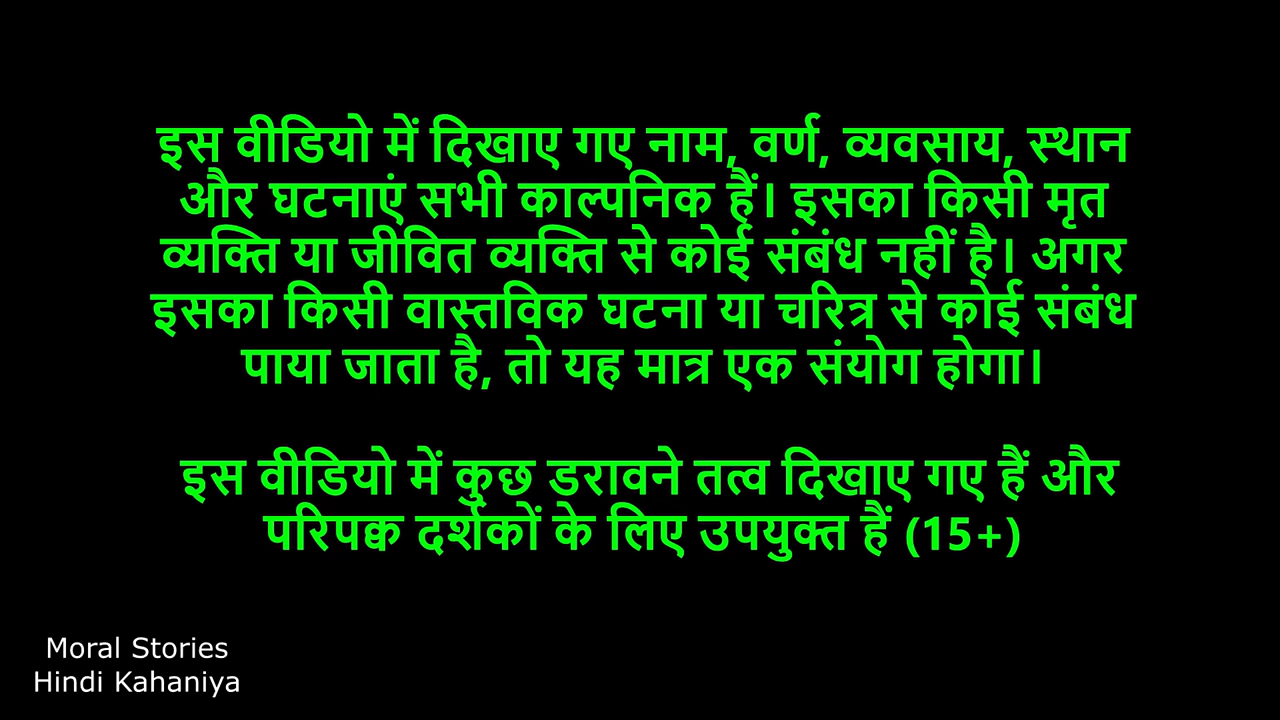 इस वीडियो में दिखाए गए नाम, वर्ण, व्यवसाय, स्थान
और घटनाएं सभी काल्पनिक हैं। इसका किसी मृत
व्यक्ति या जीवित व्यक्ति से कोई संबंध नहीं है। अगर
इसका किसी वास्तविक घटना या चरित्र से कोई संबंध
पाया जाता है, तो यह मात्र एक संयोग होगा।
इस वीडियो में कुछ डरावने तत्व दिखाए गए हैं और
परिपक्व दर्शकों के लिए उपयुक्त हैं (15+)
Moral Stories
Hindi Kahaniya